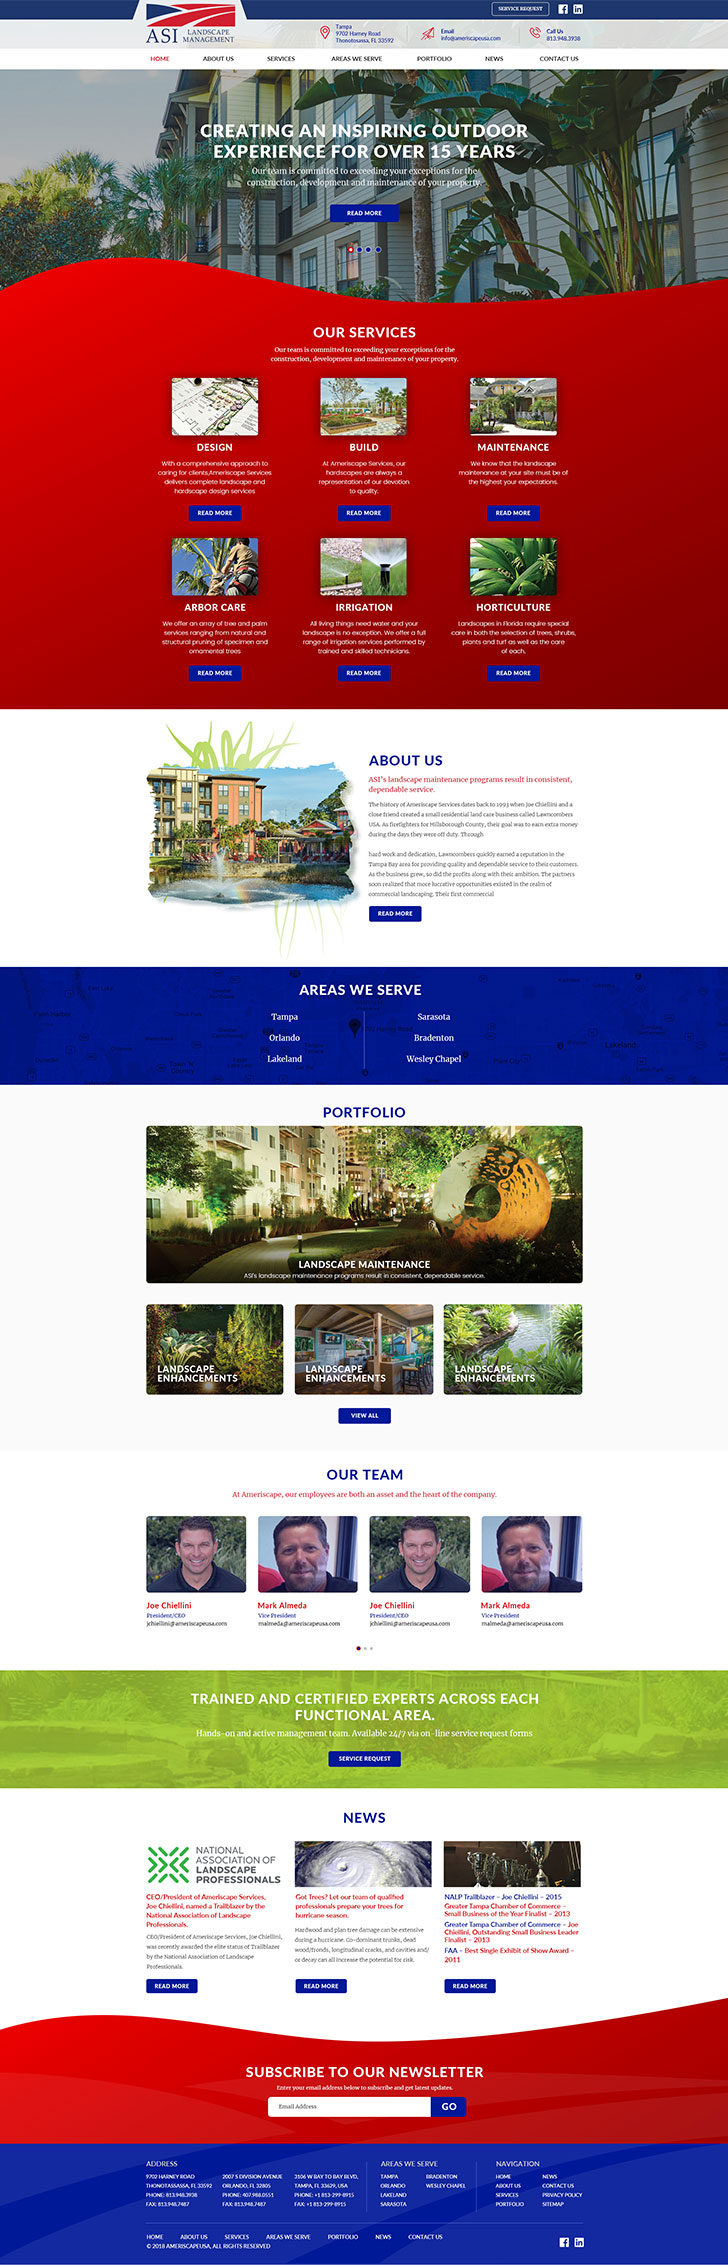 SERVICE REQUEST
ASI LANDSCAPE MANAGEMENT
Tampa
9702 Harney Road
Thonotosassa, FL 33592
Email
info@ameriscapeusa.com
Call Us
813.948.3938
HOME ABOUT US SERVICES AREAS WE SERVE PORTFOLIO NEWS CONTACT US
CREATING AN INSPIRING OUTDOOR
EXPERIENCE FOR OVER 15 YEARS
Our team is committed to exceeding your exceptions for the
construction, development and maintenance of your property.
READ MORE
OUR SERVICES
Our team is committed to exceeding your exceptions for the
construction, development and maintenance of your property.
DESIGN
With a comprehensive approach to
caring for clients,Ameriscape Services
delivers complete landscape and
hardscape design services
READ MORE
BUILD
At Ameriscape Services, our
hardscapes are always a
representation of our devotion
to quality.
READ MORE
MAINTENANCE
We know that the landscape
maintenance at your site must be of
the highest your expectations.
READ MORE
ARBOR CARE
We offer an array of tree and palm
services ranging from natural and
structural pruning of specimen and
ornamental trees
READ MORE
IRRIGATION
All living things need water and your
landscape is no exception. We offer a full
range of irrigation services performed by
trained and skilled technicians.
READ MORE
HORTICULTURE
Landscapes in Florida require special
care in both the selection of trees, shrubs,
plants and turf as well as the care
of each.
READ MORE
ABOUT US
ASI's landscape maintenance programs result in consistent,
dependable service.
The history of Ameriscape Services dates back to 1993 when Joe Chiellini and a
close friend created a small residential land care business called Lawncombers
USA. As firefighters for Hillsborough County, their goal was to earn extra money
during the days they were off duty. Through
hard work and dedication, Lawncombers quickly earned a reputation in the
Tampa Bay area for providing quality and dependable service to their customers.
As the business grew, so did the profits along with their ambition. The partners
soon realized that more lucrative opportunities existed in the realm of
commercial landscaping. Their first commercial
READ MORE
AREAS WE SERVE
Tampa
Orlando
Lakeland
Sarasota
Bradenton
Wesley Chapel
PORTFOLIO
LANDSCAPE MAINTENANCE
ASI's landscape maintenance programs result in consistent, dependable service.
LANDSCAPE
ENHANCEMENTS
LANDSCAPE
ENHANCEMENTS
LANDSCAPE
ENHANCEMENTS
VIEW ALL
OUR TEAM
At Ameriscape, our employees are both an asset and the heart of the company.
Joe Chiellini
President/CEO
jchiellini@ameriscapeusa.com
Mark Almeda
Vice President
malmeda@ameriscapeusa.com
Joe Chiellini
President/CEO
jchiellini@ameriscapeusa.com
Mark Almeda
Vice President
malmeda@ameriscapeusa.com
TRAINED AND CERTIFIED EXPERTS ACROSS EACH
FUNCTIONAL AREA.
Hands-on and active management team. Available 24/7 via on-line service request forms
SERVICE REQUEST
NEWS
NATIONAL
ASSOCIATION OF
LANDSCAPE
PROFESSIONALS
CEO/President of Ameriscape Services,
Joe Chiellini, named a Trailblazer by the
National Association of Landscape
Professionals.
CEO/President of Ameriscape Services, Joe Chiellini,
was recently awarded the elite status of Trailblazer
by the National Association of Landscape
Professionals.
READ MORE
Got Trees? Let our team of qualified
professionals prepare your trees for
hurricane season.
Hardwood and plan tree damage can be extensive
during a hurricane. Co-dominant trunks, dead
wood/fronds, longitudinal cracks, and cavities and/
or decay can all increase the potential for risk.
READ MORE
NALP Trailblazer – Joe Chiellini – 2015
Greater Tampa Chamber of Commerce –
Small Business of the Year Finalist – 2013
Greater Tampa Chamber of Commerce – Joe
Chiellini, Outstanding Small Business Leader
Finalist – 2013
FAA – Best Single Exhibit of Show Award –
2011
READ MORE
SUBSCRIBE TO OUR NEWSLETTER
Enter your email address below to subscribe and get latest updates.
Email Address
GO
ADDRESS
9702 HARNEY ROAD
THONOTASSASSA, FL 33592
PHONE: 813.948.3938
FAX: 813.948.7487
2007 S DIVISION AVENUE
ORLANDO, FL 32805
PHONE: 407.988.0551
FAX: 813.948.7487
3106 W BAY TO BAY BLVD,
TAMPA, FL 33629, USA
PHONE: +1 813-299-8915
FAX: +1 813-299-8915
AREAS WE SERVE
TAMPA
ORLANDO
LAKELAND
SARASOTA
BRADENTON
WESLEY CHAPEL
NAVIGATION
HOME
ABOUT US
SERVICES
PORTFOLIO
NEWS
CONTACT US
PRIVACY POLICY
SITEMAP
HOME ABOUT US SERVICES AREAS WE SERVE PORTFOLIO NEWS CONTACT US
© 2018 AMERISCAPEUSA, ALL RIGHTS RESERVED